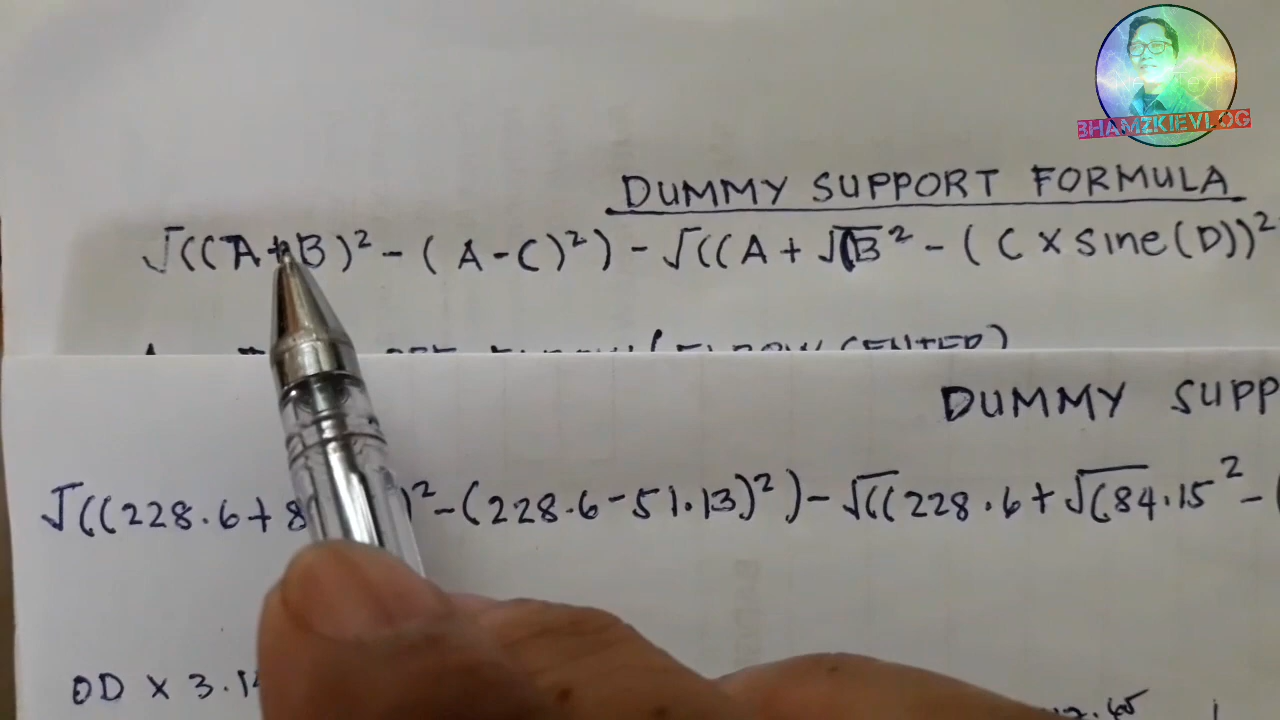 BHAMZKIEVLOG
DUMMY SUPPORT FORMULA
√((A+B)² - (A-C)²) - √((A + √(B² - (C x sine(D))²
DUMMY SUPP
√((228.6+8 )² - (228.6-51.13)²) - √((228.6 + √(84.15² - (
OD x 3.1